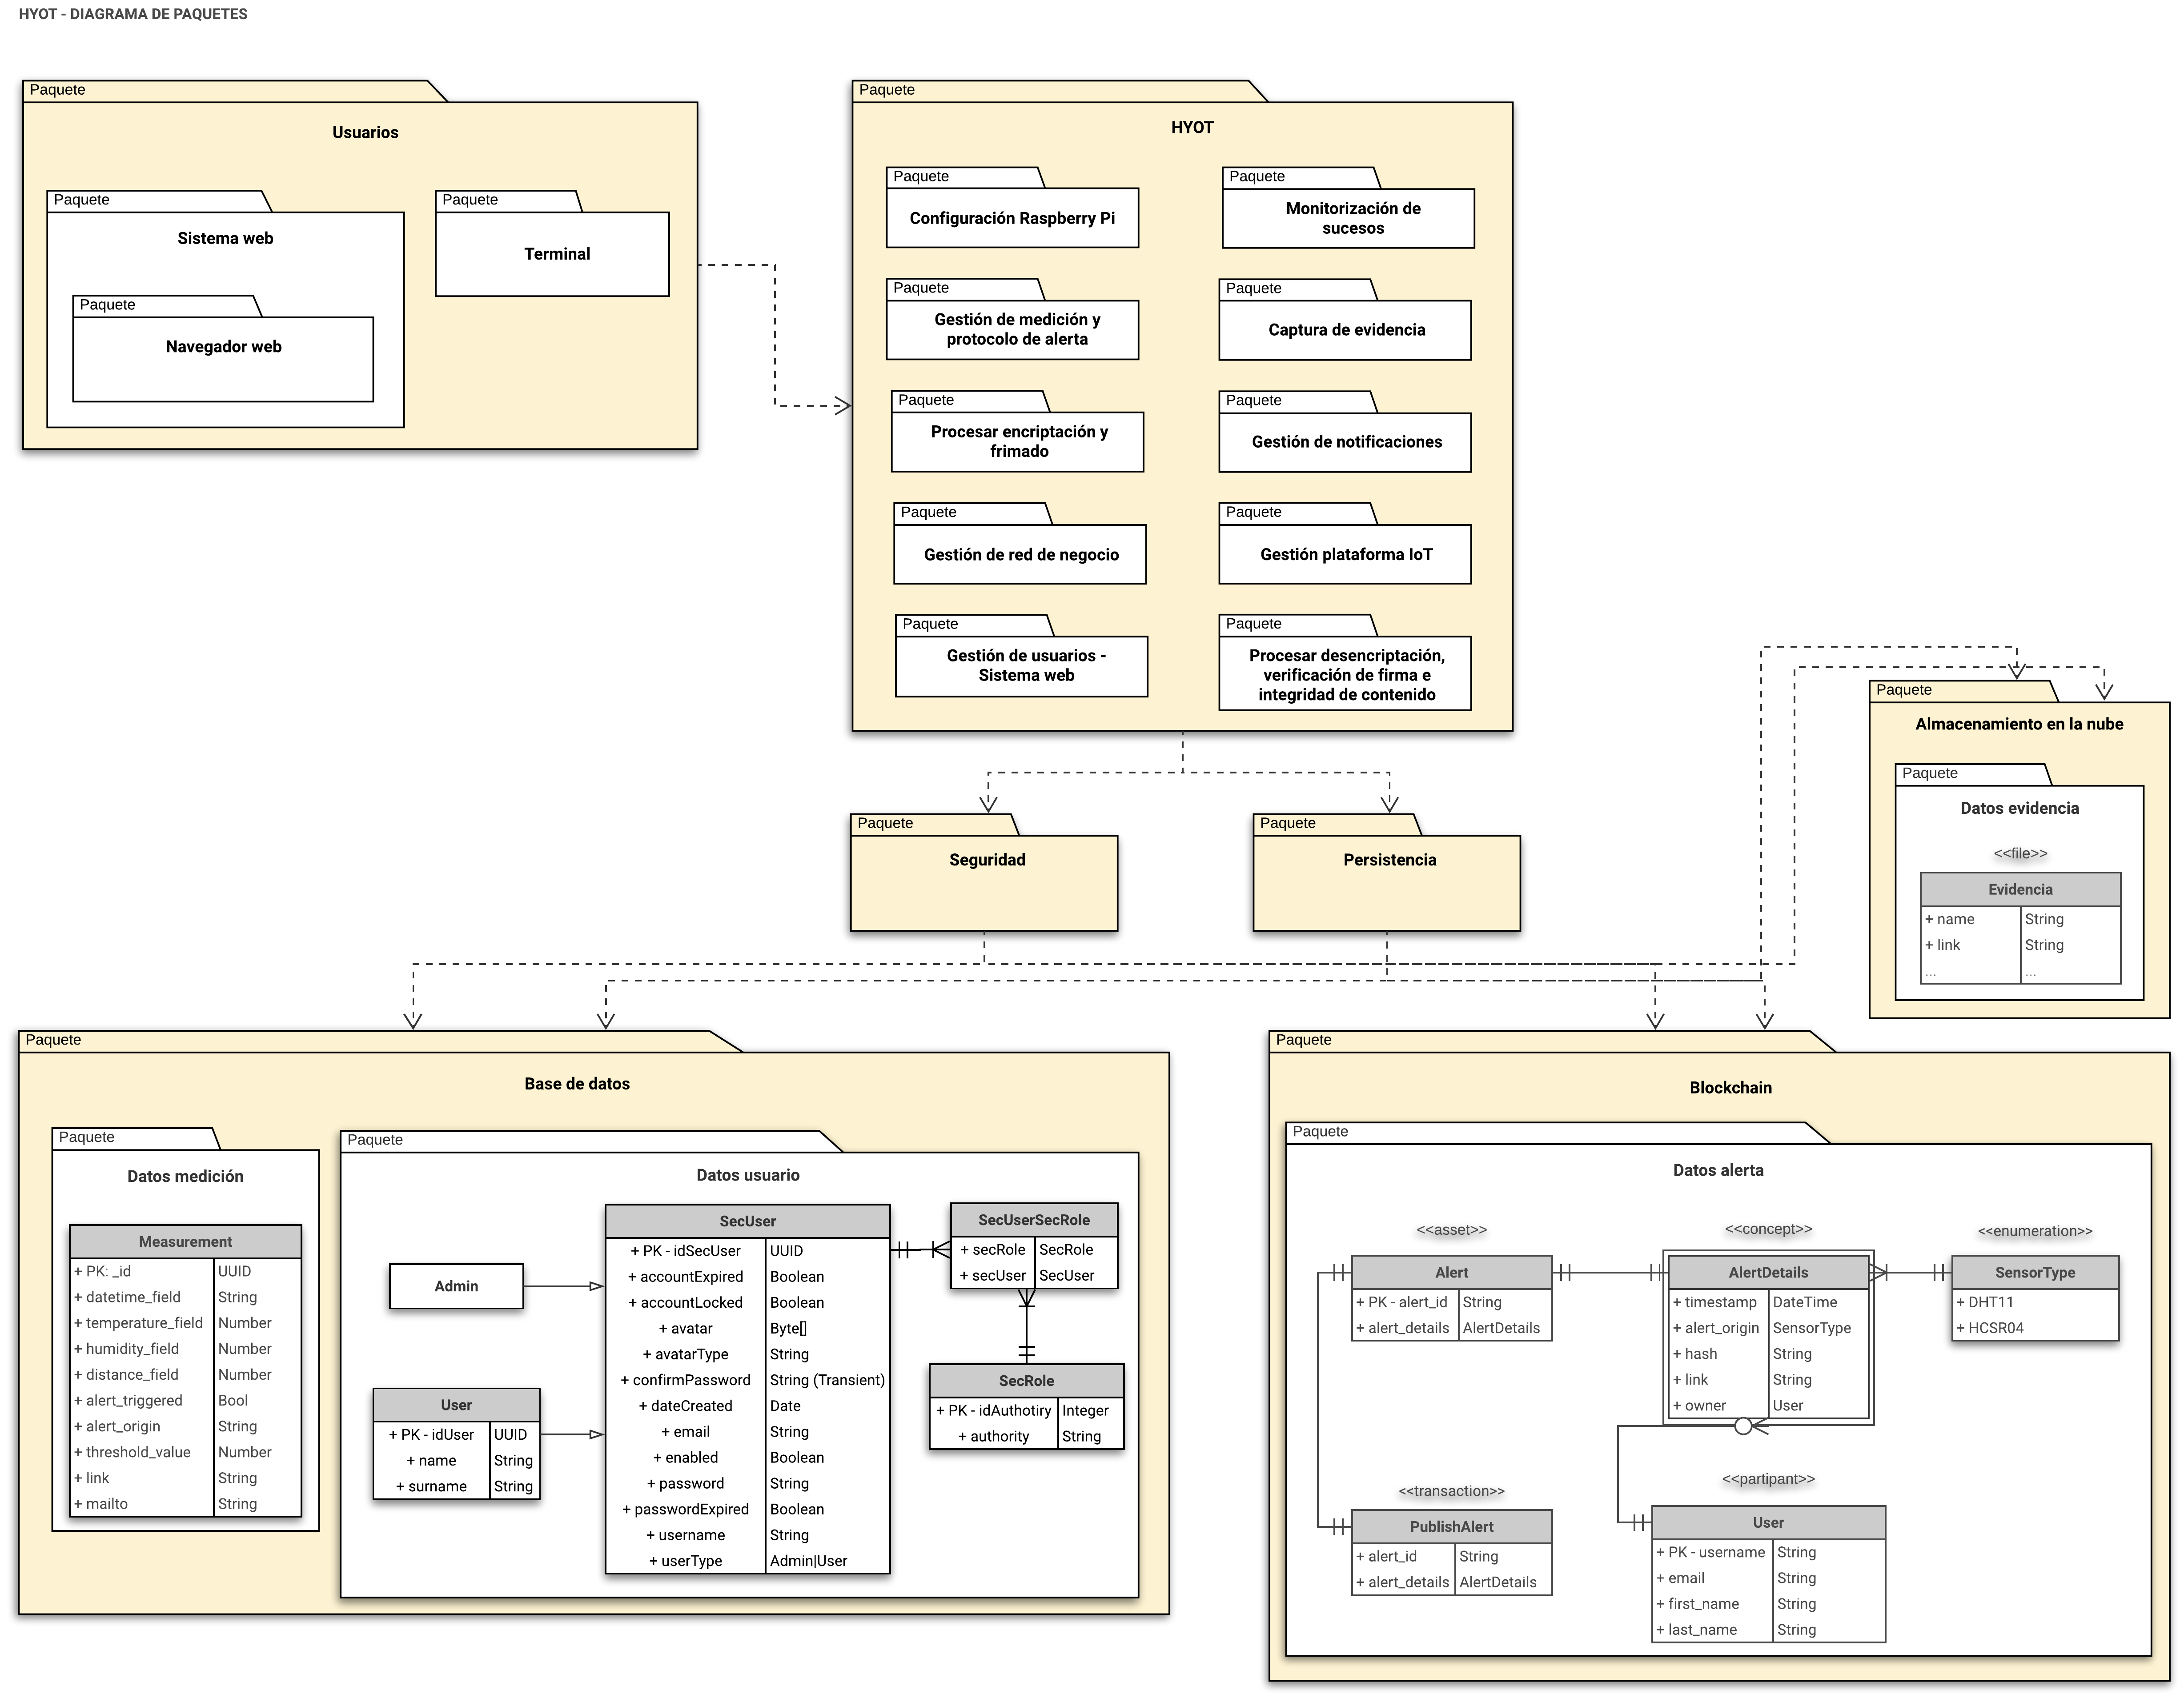 HYOT - DIAGRAMA DE PAQUETES
Paquete
Usuarios
Paquete
Sistema web
Paquete
Navegador web
Paquete
Terminal
Paquete
HYOT
Paquete
Configuración Raspberry Pi
Paquete
Monitorización de
sucesos
Paquete
Gestión de medición y
protocolo de alerta
Paquete
Captura de evidencia
Paquete
Procesar encriptación y
frimado
Paquete
Gestión de notificaciones
Paquete
Gestión de red de negocio
Paquete
Gestión plataforma IoT
Paquete
Gestión de usuarios -
Sistema web
Paquete
Procesar desencriptación,
verificación de firma e
integridad de contenido
Paquete
Almacenamiento en la nube
Paquete
Datos evidencia
<<file>>
Evidencia
+ name String
+ link String
... ...
Paquete
Seguridad
Paquete
Persistencia
Paquete
Base de datos
Paquete
Datos medición
Measurement
+ PK: _id UUID
+ datetime_field String
+ temperature_field Number
+ humidity_field Number
+ distance_field Number
+ alert_triggered Bool
+ alert_origin String
+ threshold_value Number
+ link String
+ mailto String
Paquete
Datos usuario
Admin
User
+ PK - idUser UUID
+ name String
+ surname String
SecUser
+ PK - idSecUser UUID
+ accountExpired Boolean
+ accountLocked Boolean
+ avatar Byte[]
+ avatarType String
+ confirmPassword String (Transient)
+ dateCreated Date
+ email String
+ enabled Boolean
+ password String
+ passwordExpired Boolean
+ username String
+ userType Admin|User
SecUserSecRole
+ secRole SecRole
+ secUser SecUser
SecRole
+ PK - idAuthotiry Integer
+ authority String
Paquete
Blockchain
Paquete
Datos alerta
<<asset>>
Alert
+ PK - alert_id String
+ alert_details AlertDetails
<<concept>>
AlertDetails
+ timestamp DateTime
+ alert_origin SensorType
+ hash String
+ link String
+ owner User
<<enumeration>>
SensorType
+ DHT11
+ HCSR04
<<transaction>>
PublishAlert
+ alert_id String
+ alert_details AlertDetails
<<partipant>>
User
+ PK - username String
+ email String
+ first_name String
+ last_name String